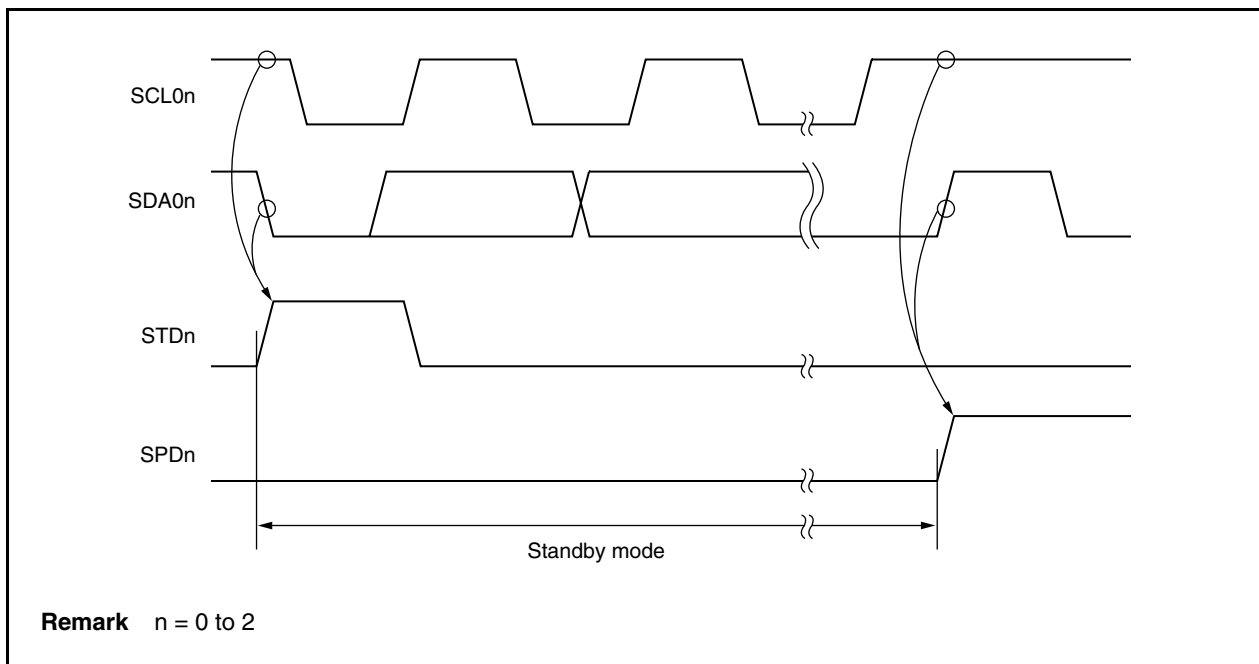 SCL0n
SDA0n
STDn
SPDn
Standby mode
Remark n = 0 to 2